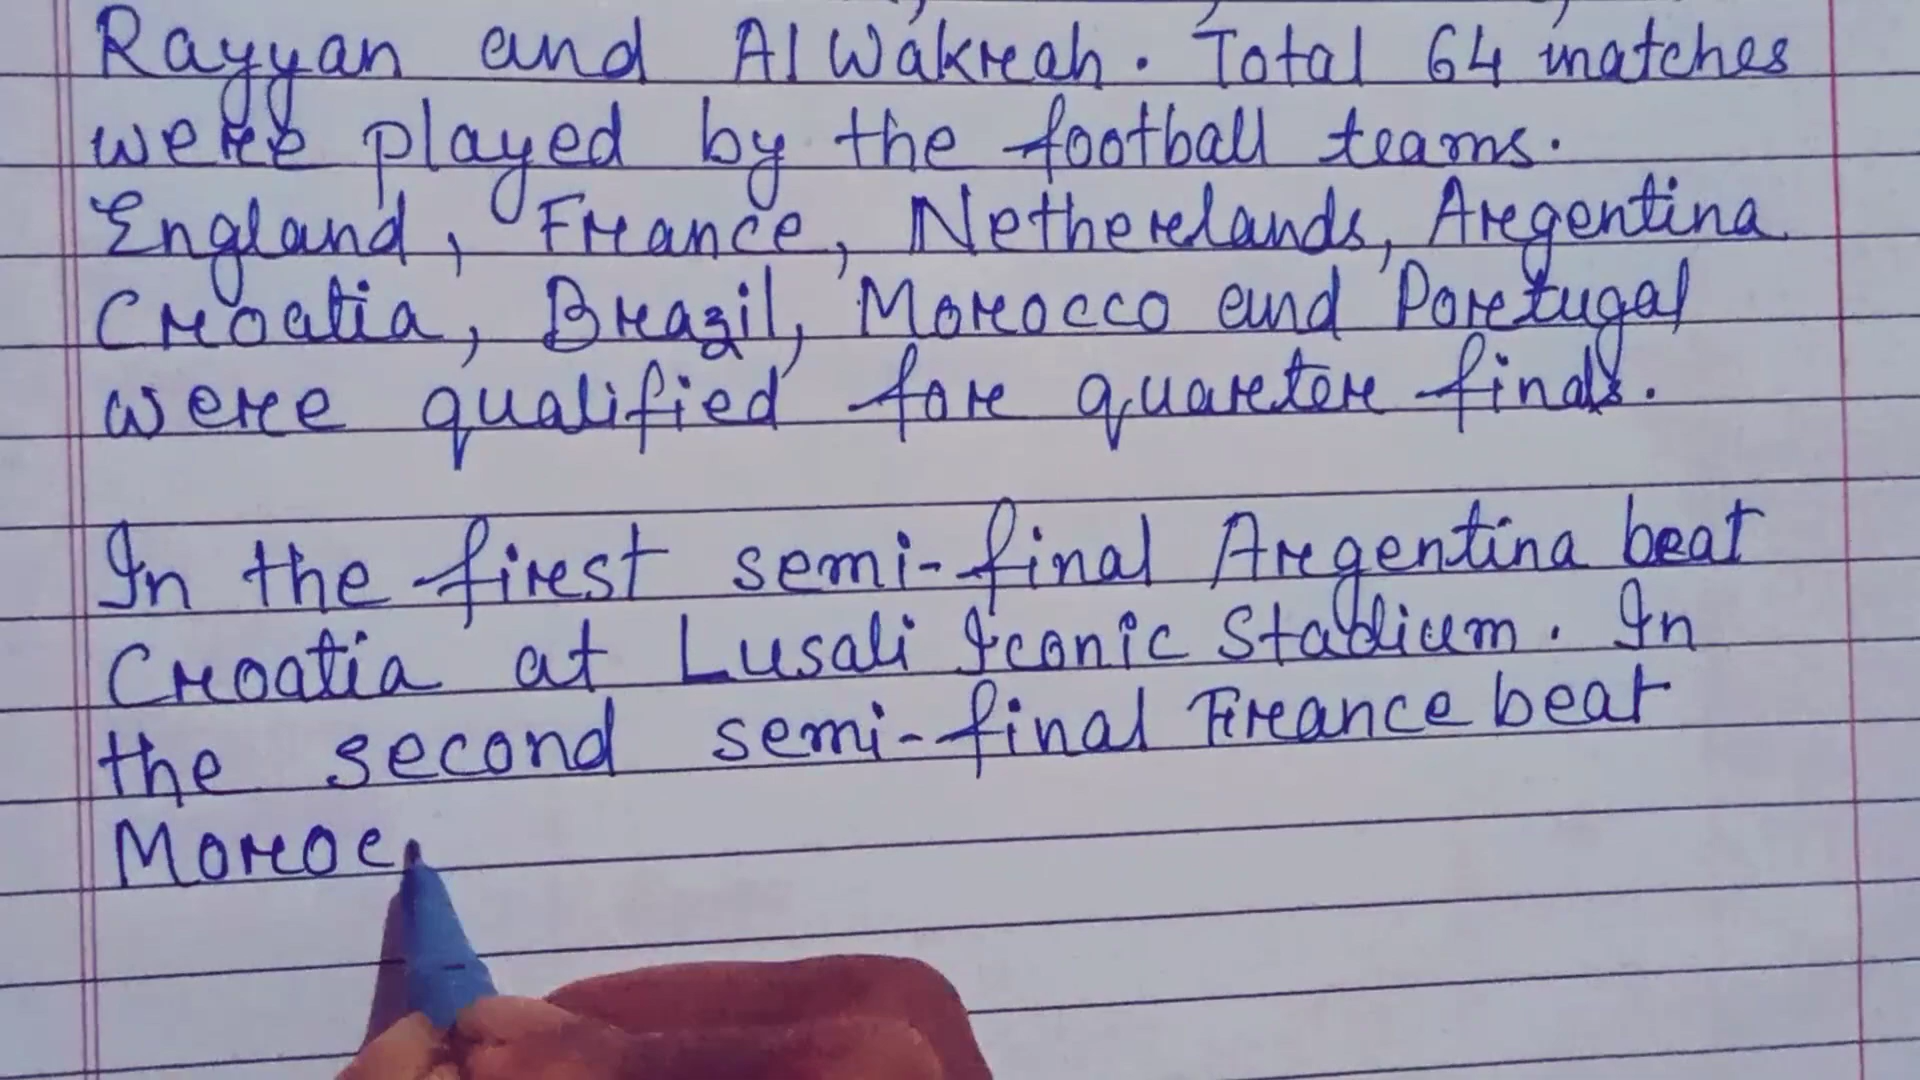 Rayyan and Al Wakrah. Total 64 matches
were played by the football teams.
England, France, Netherlands, Argentina
Croatia, Brazil, Morocco and Portugal
were qualified for quarter finals.
In the first semi-final Argentina beat
Croatia at Lusali Iconic Stadium. In
the second semi-final France beat
Moroc